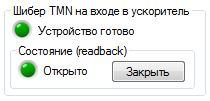 Шибер TMN на входе в ускоритель
Устройство готово
Состояние (readback)
Открыто Закрыть